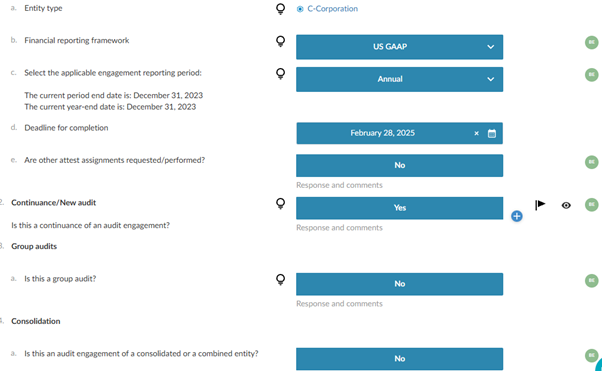 a. Entity type
C-Corporation
b. Financial reporting framework
US GAAP
BE
c. Select the applicable engagement reporting period:
Annual
BE
The current period end date is: December 31, 2023
The current year-end date is: December 31, 2023
d. Deadline for completion
February 28, 2025 ×
e. Are other attest assignments requested/performed?
No
BE
Response and comments
2. Continuance/New audit
Yes
BE
Is this a continuance of an audit engagement?
Response and comments
3. Group audits
a. Is this a group audit?
No
BE
Response and comments
4. Consolidation
a. Is this an audit engagement of a consolidated or a combined entity?
No
BE